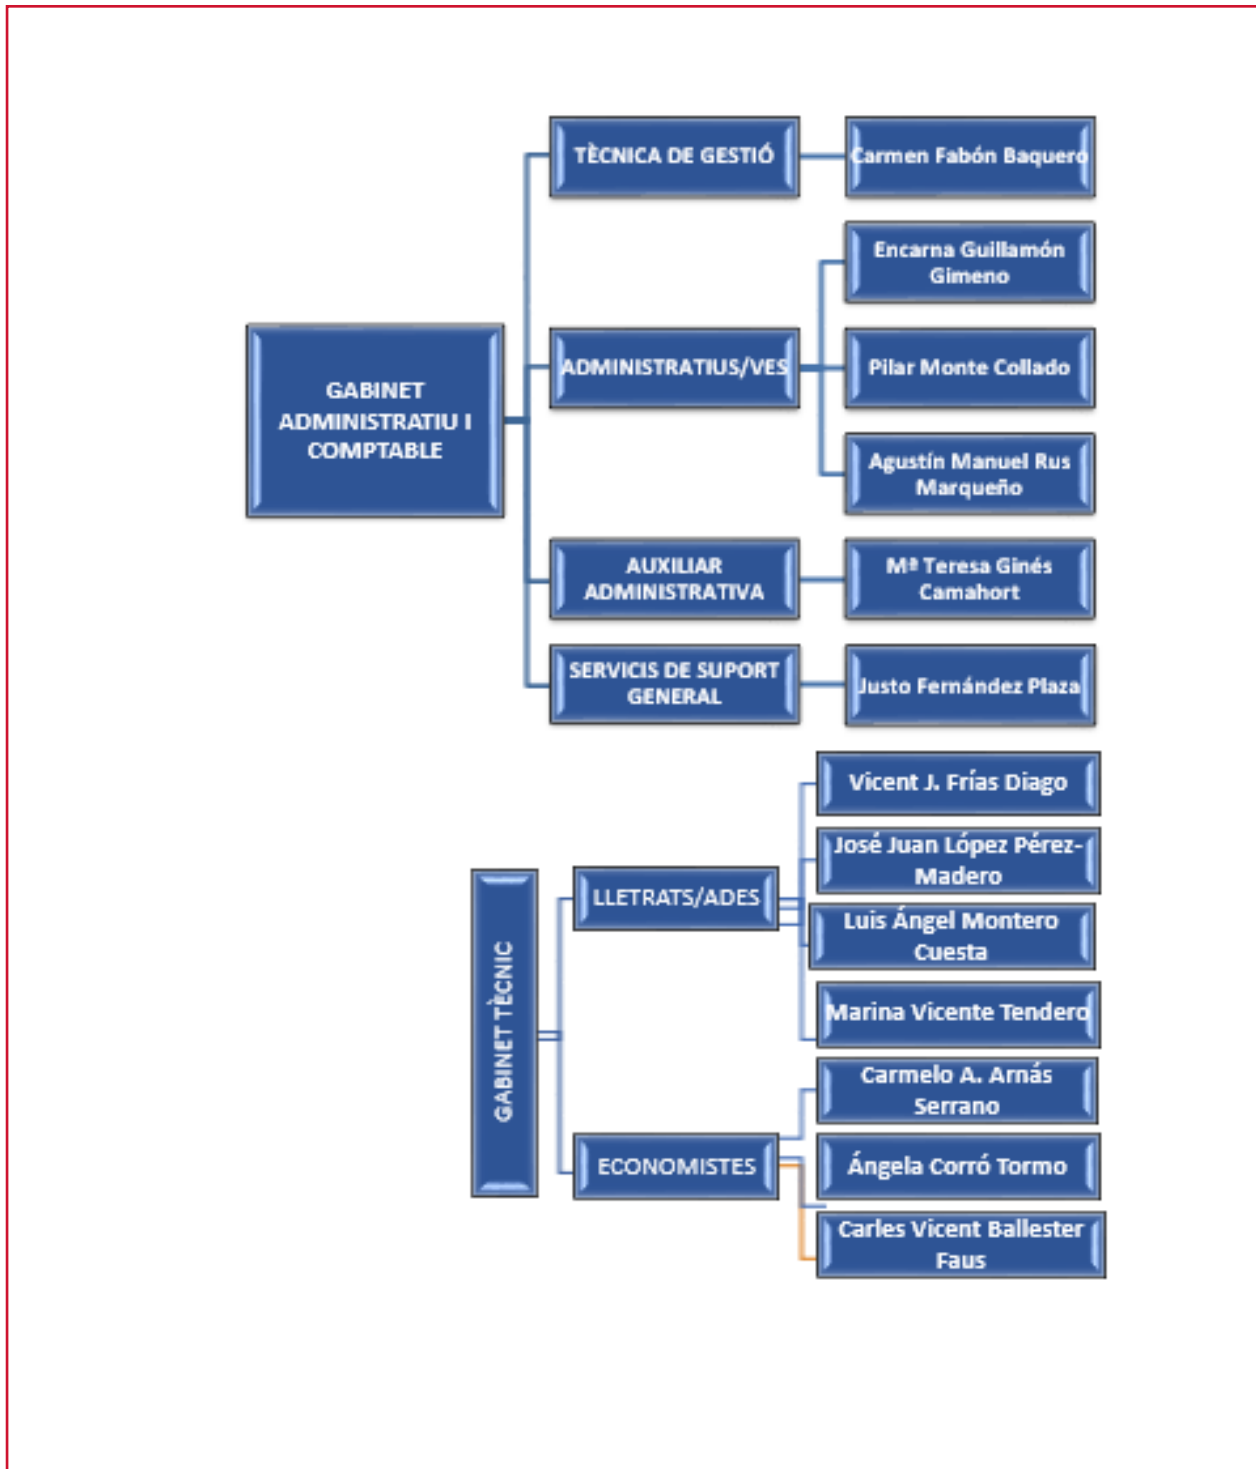 GABINET
ADMINISTRATIU I
COMPTABLE
TÈCNICA DE GESTIÓ
Carmen Fabón Baquero
ADMINISTRATIUS/VES
Encarna Guillamón
Gimeno
Pilar Monte Collado
Agustín Manuel Rus
Marqueño
AUXILIAR
ADMINISTRATIVA
Mª Teresa Ginés
Camahort
SERVICIS DE SUPORT
GENERAL
Justo Fernández Plaza
GABINET TÈCNIC
LLETRATS/ADES
Vicent J. Frías Diago
José Juan López Pérez-
Madero
Luis Ángel Montero
Cuesta
Marina Vicente Tendero
ECONOMISTES
Carmelo A. Arnás
Serrano
Ángela Corró Tormo
Carles Vicent Ballester
Faus